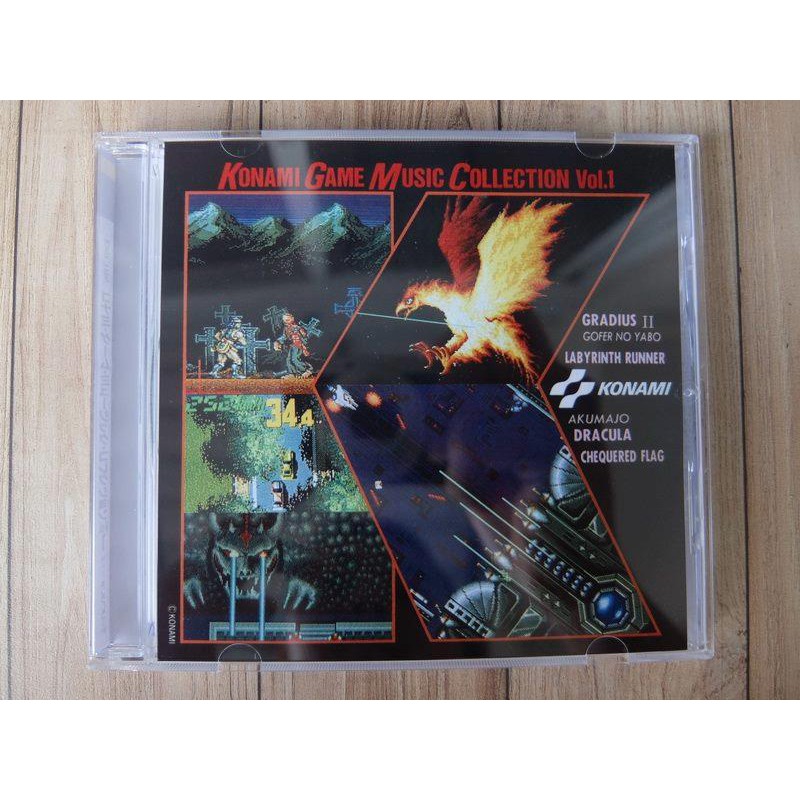 KONAMI GAME MUSIC COLLECTION Vol.1
GRADIUS II
GOFER NO YABO
LABYRINTH RUNNER
KONAMI
AKUMAJO
DRACULA
CHEQUERED FLAG
34.4
© KONAMI